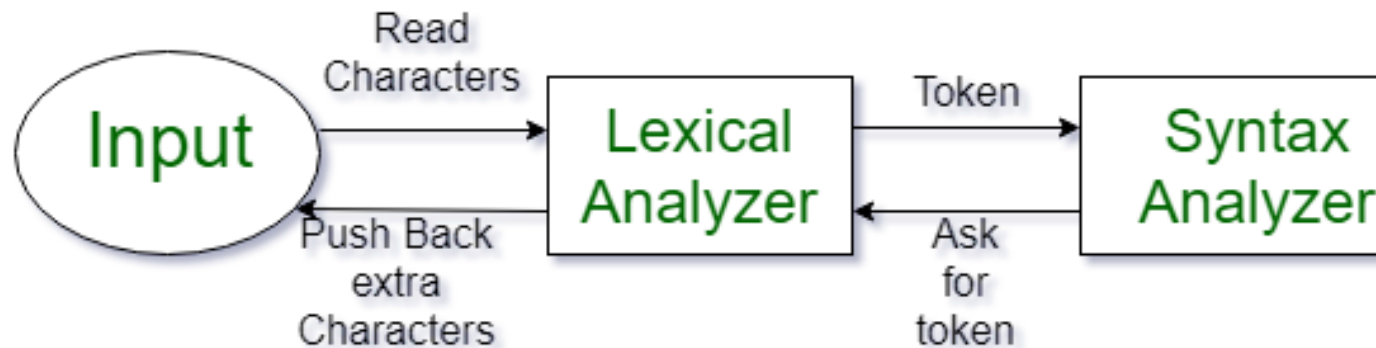 Read
Characters
Input
Push Back
extra
Characters
Lexical
Analyzer
Token
Ask
for
token
Syntax
Analyzer